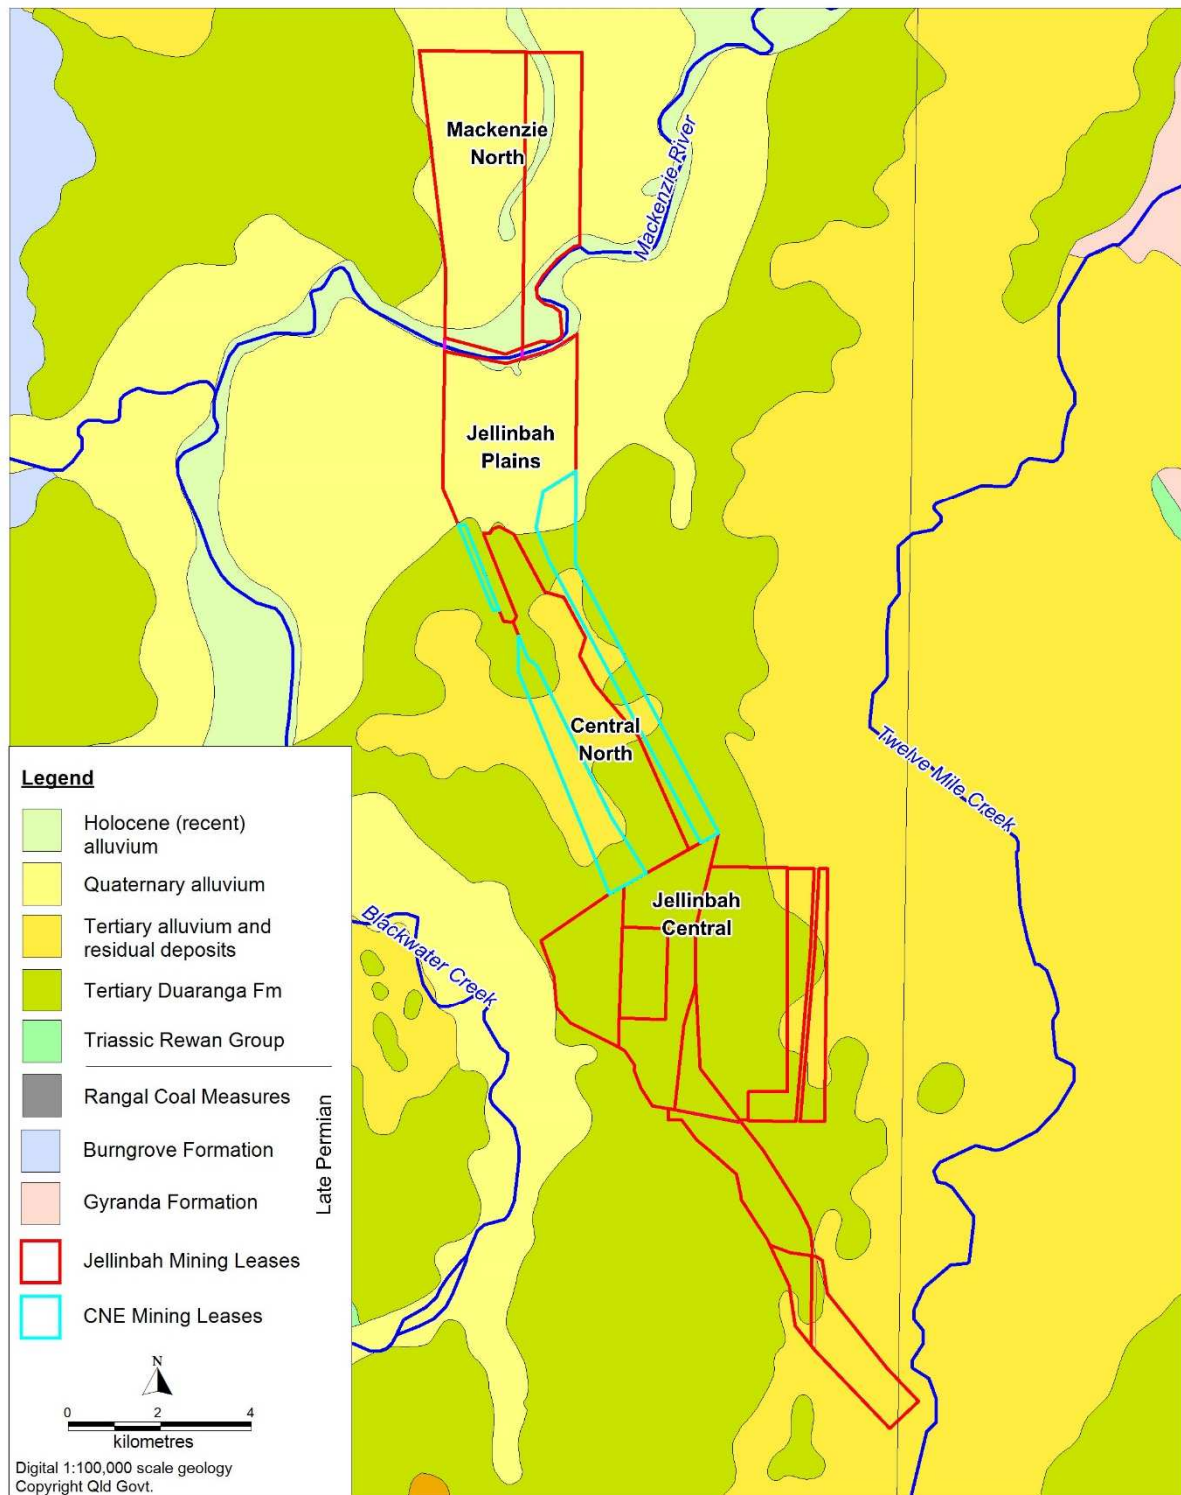 Mackenzie
North
Mackenzie River
Jellinbah
Plains
Central
North
Twelve Mile Creek
Jellinbah
Central
Blackwater Creek
Legend
Holocene (recent)
alluvium
Quaternary alluvium
Tertiary alluvium and
residual deposits
Tertiary Duaranga Fm
Triassic Rewan Group
Rangal Coal Measures
Burngrove Formation
Gyranda Formation
Late Permian
Jellinbah Mining Leases
CNE Mining Leases
N
0 2 4
kilometres
Digital 1:100,000 scale geology
Copyright Qld Govt.